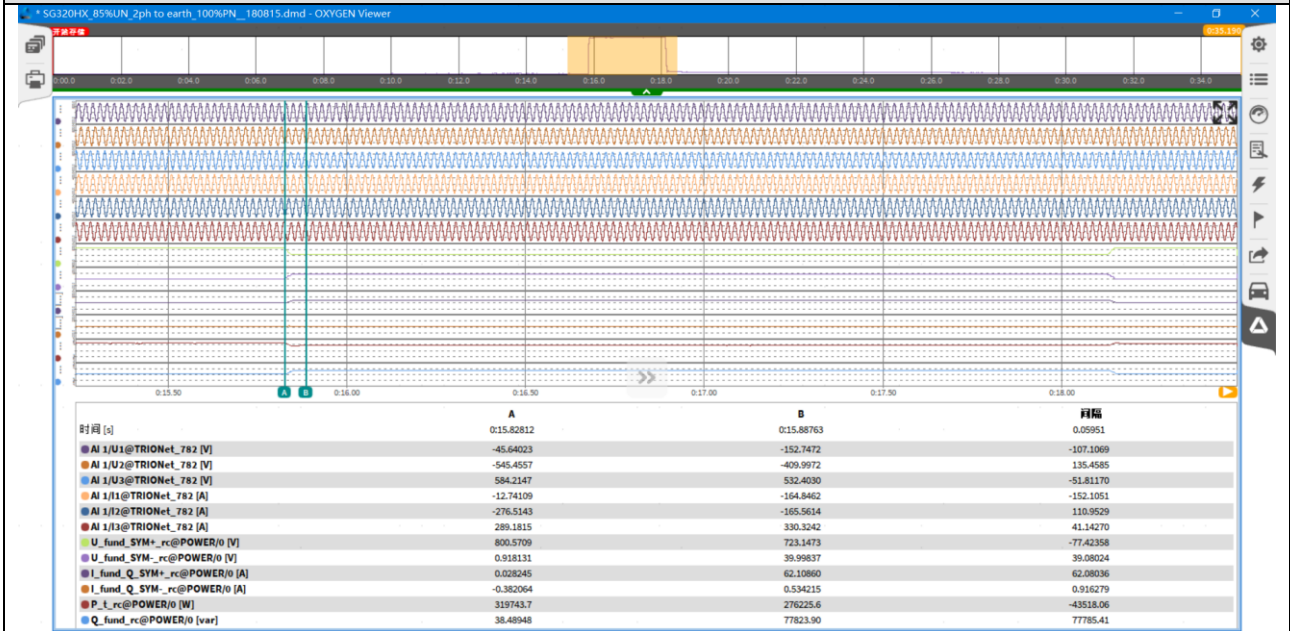 * SG320HX_85%UN_2ph to earth_100%PN__180815.dmd - OXYGEN Viewer
开放存储
0:35.190
0:00.0 0:02.0 0:04.0 0:06.0 0:08.0 0:10.0 0:12.0 0:14.0 0:16.0 0:18.0 0:20.0 0:22.0 0:24.0 0:26.0 0:28.0 0:30.0 0:32.0 0:34.0
0:15.50 A B 0:16.00 0:16.50 0:17.00 0:17.50 0:18.00
A B 间隔
时间 [s] 0:15.82812 0:15.88763 0.05951
AI 1/U1@TRIONet_782 [V] -45.64023 -152.7472 -107.1069
AI 1/U2@TRIONet_782 [V] -545.4557 -409.9972 135.4585
AI 1/U3@TRIONet_782 [V] 584.2147 532.4030 -51.81170
AI 1/I1@TRIONet_782 [A] -12.74109 -164.8462 -152.1051
AI 1/I2@TRIONet_782 [A] -276.5143 -165.5614 110.9529
AI 1/I3@TRIONet_782 [A] 289.1815 330.3242 41.14270
U_fund_SYM+_rc@POWER/0 [V] 800.5709 723.1473 -77.42358
U_fund_SYM-_rc@POWER/0 [V] 0.918131 39.99837 39.08024
I_fund_Q_SYM+_rc@POWER/0 [A] 0.028245 62.10860 62.08036
I_fund_Q_SYM-_rc@POWER/0 [A] -0.382064 0.534215 0.916279
P_t_rc@POWER/0 [W] 319743.7 276225.6 -43518.06
Q_fund_rc@POWER/0 [var] 38.48948 77823.90 77785.41